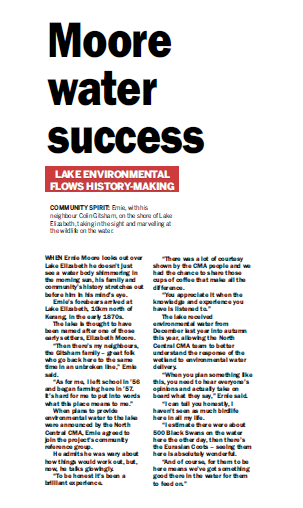 Moore
water
success
LAKE ENVIRONMENTAL
FLOWS HISTORY-MAKING
COMMUNITY SPIRIT: Ernie, with his
neighbour Colin Gitsham, on the shore of Lake
Elizabeth, taking in the sight and marveling at
the wildlife on the water.
WHEN Ernie Moore looks out over
Lake Elizabeth he doesn't just
see a water body shimmering in
the morning sun, his family and
community's history stretches out
before him in his mind's eye.
Ernie's forebears arrived at
Lake Elizabeth, 10km north of
Kerang, in the early 1870s.
The lake is thought to have
been named after one of those
early settlers, Elizabeth Moore.
"Then there's my neighbours,
the Gitsham family – great folk
who go back here to the same
time in an unbroken line," Ernie
said.
"As for me, I left school in '56
and began farming here in '57.
It's hard for me to put into words
what this place means to me."
When plans to provide
environmental water to the lake
were announced by the North
Central CMA, Ernie agreed to
join the project's community
reference group.
He admits he was wary about
how things would work out, but,
now, he talks glowingly.
"To be honest it's been a
brilliant experience.
"There was a lot of courtesy
shown by the CMA people and we
had the chance to share those
cups of coffee that make all the
difference.
"You appreciate it when the
knowledge and experience you
have is listened to."
The lake received
environmental water from
December last year into autumn
this year, allowing the North
Central CMA team to better
understand the response of the
wetland to environmental water
delivery.
"When you plan something like
this, you need to hear everyone's
opinions and actually take on
board what they say," Ernie said.
"I can tell you honestly, I
haven't seen as much birdlife
here in all my life.
"I estimate there were about
500 Black Swans on the water
here the other day, then there's
the Eurasian Coots – seeing them
here is absolutely wonderful.
"And of course, for them to be
here means we've got something
good there in the water for them
to feed on."